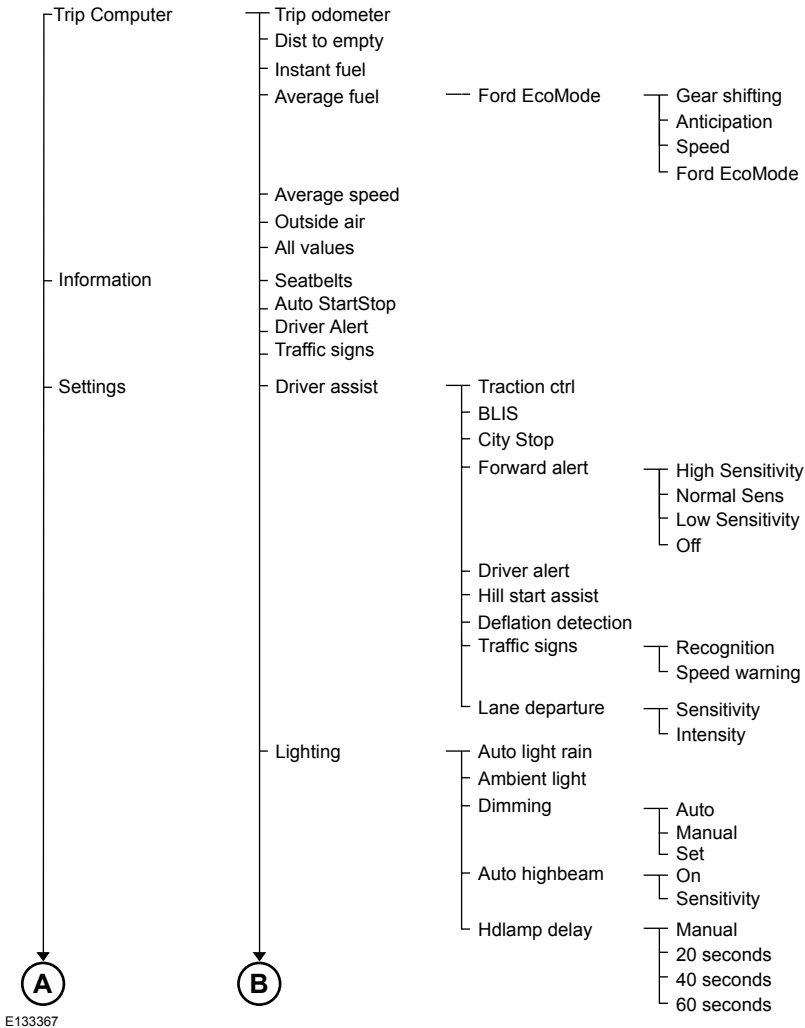 Trip Computer Trip odometer
Dist to empty
Instant fuel
Average fuel Ford EcoMode Gear shifting
Anticipation
Speed
Ford EcoMode
Average speed
Outside air
All values
Information Seatbelts
Auto StartStop
Driver Alert
Traffic signs
Settings Driver assist Traction ctrl
BLIS
City Stop
Forward alert High Sensitivity
Normal Sens
Low Sensitivity
Off
Driver alert
Hill start assist
Deflation detection
Traffic signs Recognition
Speed warning
Lane departure Sensitivity
Intensity
Lighting Auto light rain
Ambient light
Dimming Auto
Manual
Set
Auto highbeam On
Sensitivity
Hdlamp delay Manual
20 seconds
40 seconds
60 seconds
A B
E133367